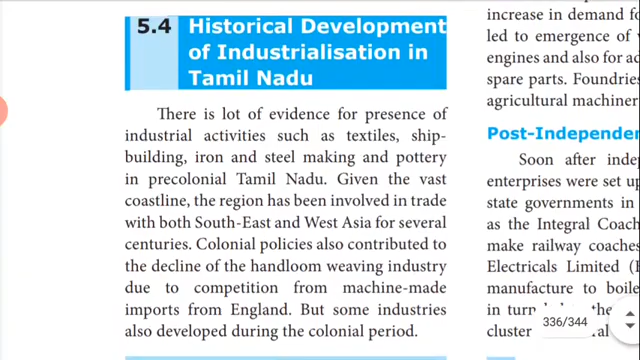 5.4 Historical Development
of Industrialisation in
Tamil Nadu
There is lot of evidence for presence of
industrial activities such as textiles, ship-
building, iron and steel making and pottery
in precolonial Tamil Nadu. Given the vast
coastline, the region has been involved in trade
with both South-East and West Asia for several
centuries. Colonial policies also contributed to
the decline of the handloom weaving industry
due to competition from machine-made
imports from England. But some industries
also developed during the colonial period.
increase in demand fo
led to emergence of
engines and also for ad
spare parts. Foundries
agricultural machiner
Post-Independen
Soon after indep
enterprises were set up
state governments in
as the Integral Coach
make railway coaches
Electricals Limited (
manufacture to boile
in turn the
cluster ral
336/344